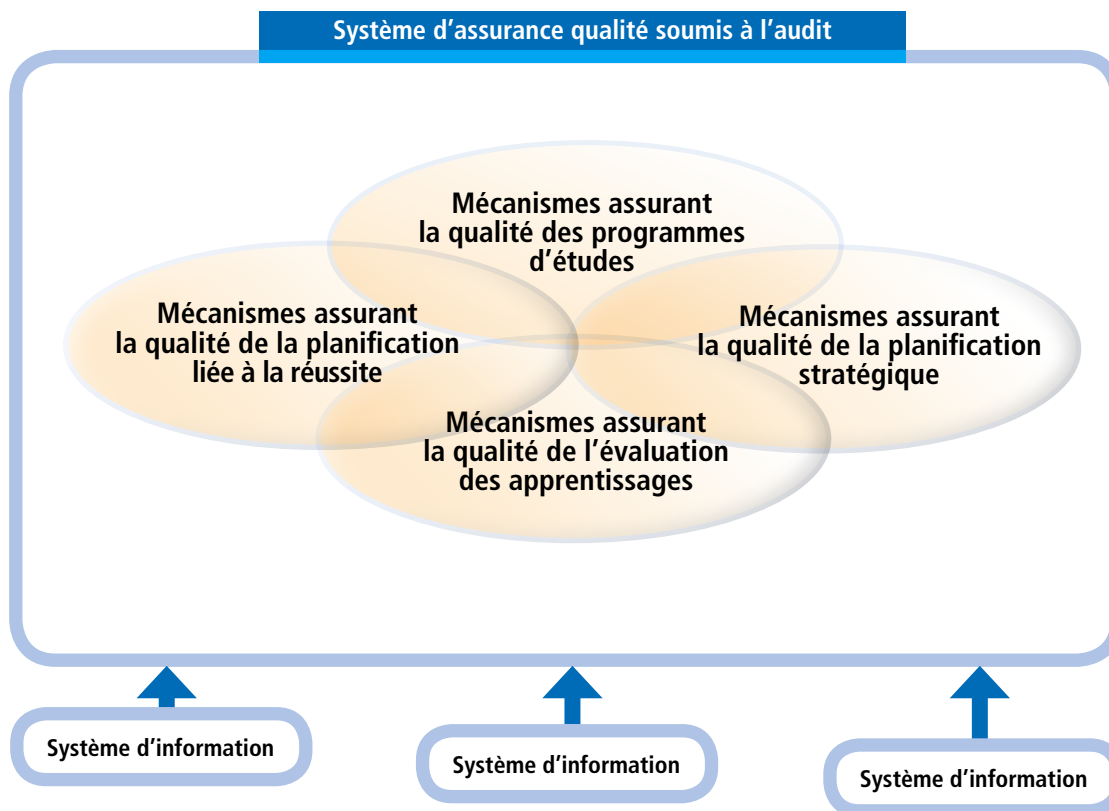 Système d’assurance qualité soumis à l’audit
Mécanismes assurant
la qualité des programmes
d’études
Mécanismes assurant
la qualité de la planification
liée à la réussite
Mécanismes assurant
la qualité de la planification
stratégique
Mécanismes assurant
la qualité de l’évaluation
des apprentissages
Système d’information
Système d’information
Système d’information